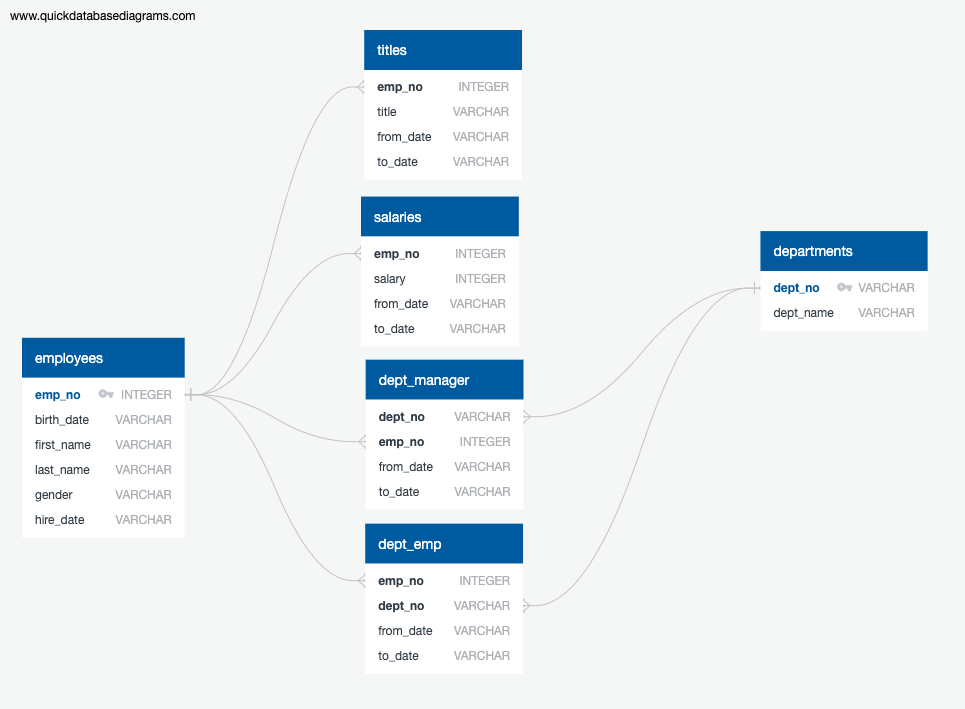 www.quickdatabasediagrams.com
titles
emp_no INTEGER
title VARCHAR
from_date VARCHAR
to_date VARCHAR
salaries
emp_no INTEGER
salary INTEGER
from_date VARCHAR
to_date VARCHAR
departments
dept_no VARCHAR
dept_name VARCHAR
employees
emp_no INTEGER
birth_date VARCHAR
first_name VARCHAR
last_name VARCHAR
gender VARCHAR
hire_date VARCHAR
dept_manager
dept_no VARCHAR
emp_no INTEGER
from_date VARCHAR
to_date VARCHAR
dept_emp
emp_no INTEGER
dept_no VARCHAR
from_date VARCHAR
to_date VARCHAR